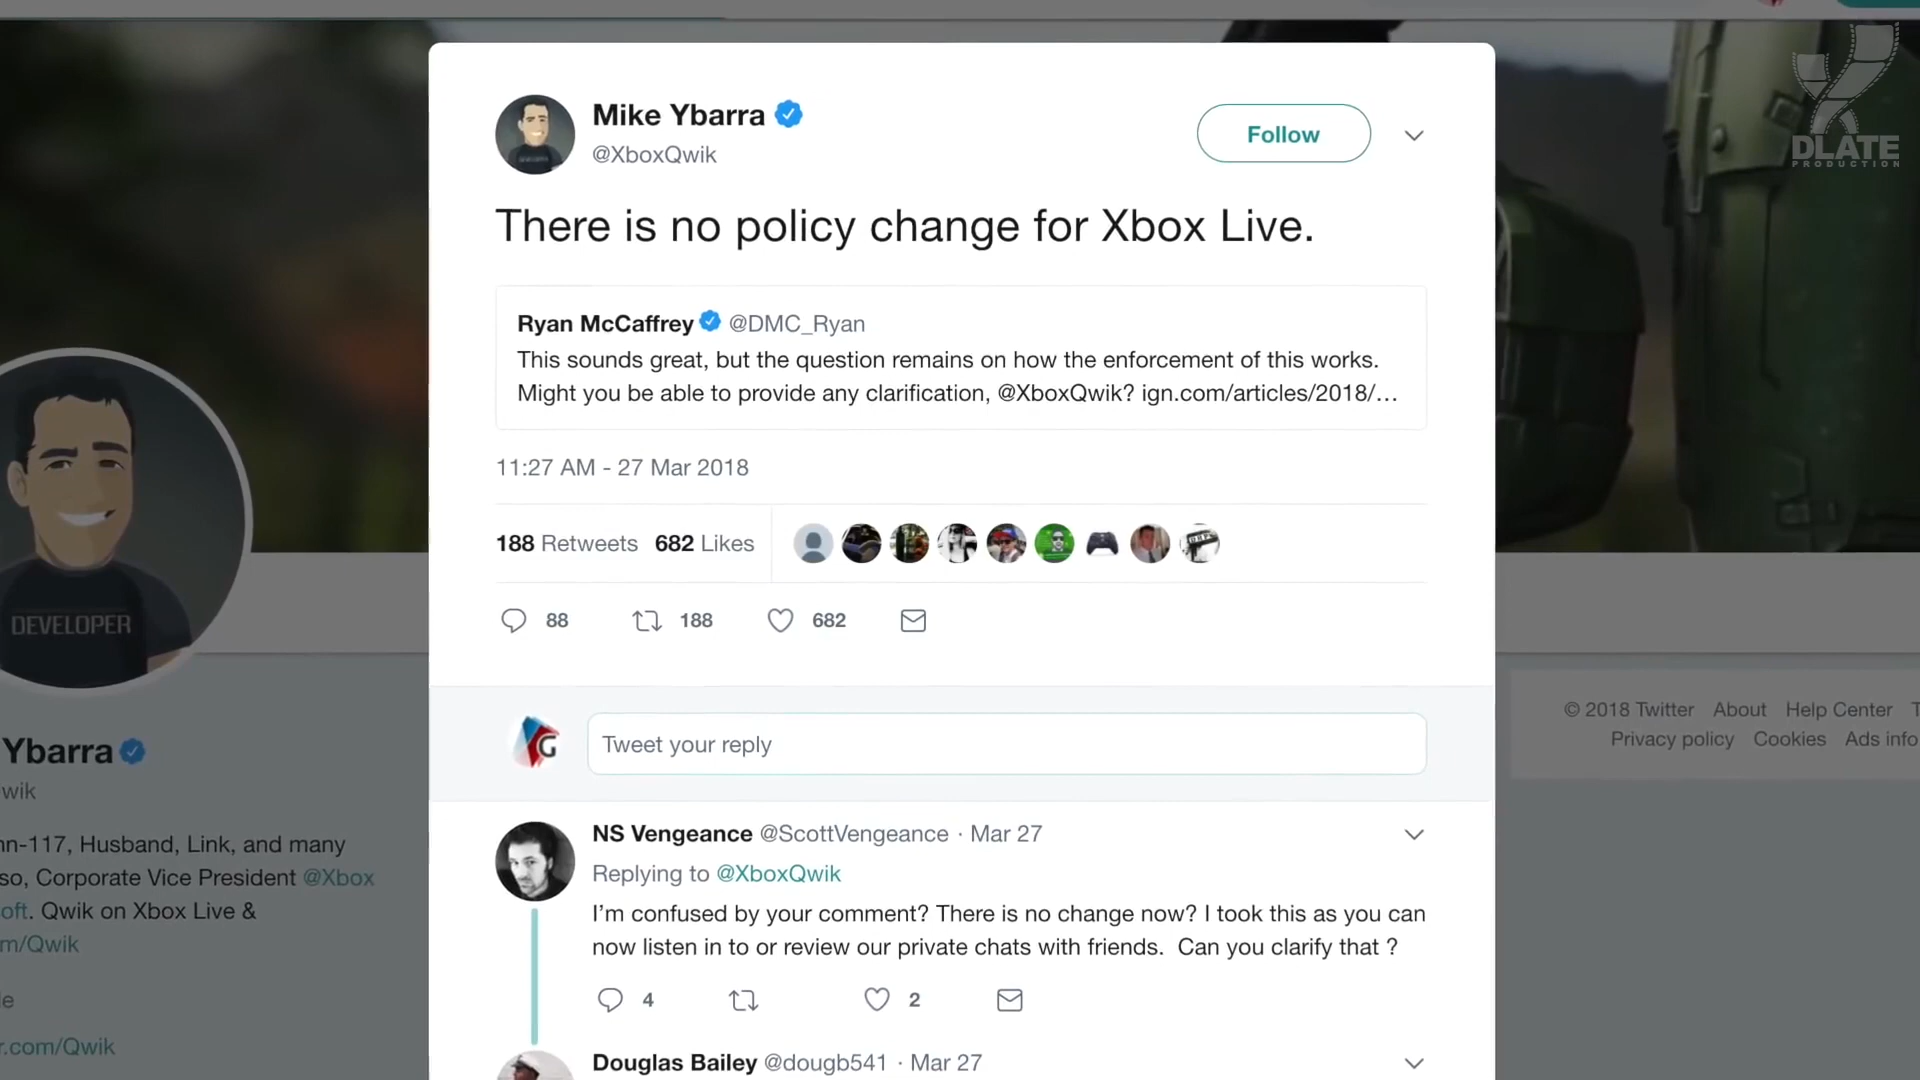 DLATE
PRODUCTION
Mike Ybarra
@XboxQwik
Follow
There is no policy change for Xbox Live.
Ryan McCaffrey @DMC_Ryan
This sounds great, but the question remains on how the enforcement of this works.
Might you be able to provide any clarification, @XboxQwik? ign.com/articles/2018/…
11:27 AM - 27 Mar 2018
188 Retweets 682 Likes
88 188 682
Tweet your reply
NS Vengeance @ScottVengeance · Mar 27
Replying to @XboxQwik
I’m confused by your comment? There is no change now? I took this as you can
now listen in to or review our private chats with friends. Can you clarify that ?
4 2
Douglas Bailey @dougb541 · Mar 27
DEVELOPER
Ybarra
wik
nn-117, Husband, Link, and many
so, Corporate Vice President @Xbox
oft. Qwik on Xbox Live &
m/Qwik
e
r.com/Qwik
© 2018 Twitter About Help Center T
Privacy policy Cookies Ads info